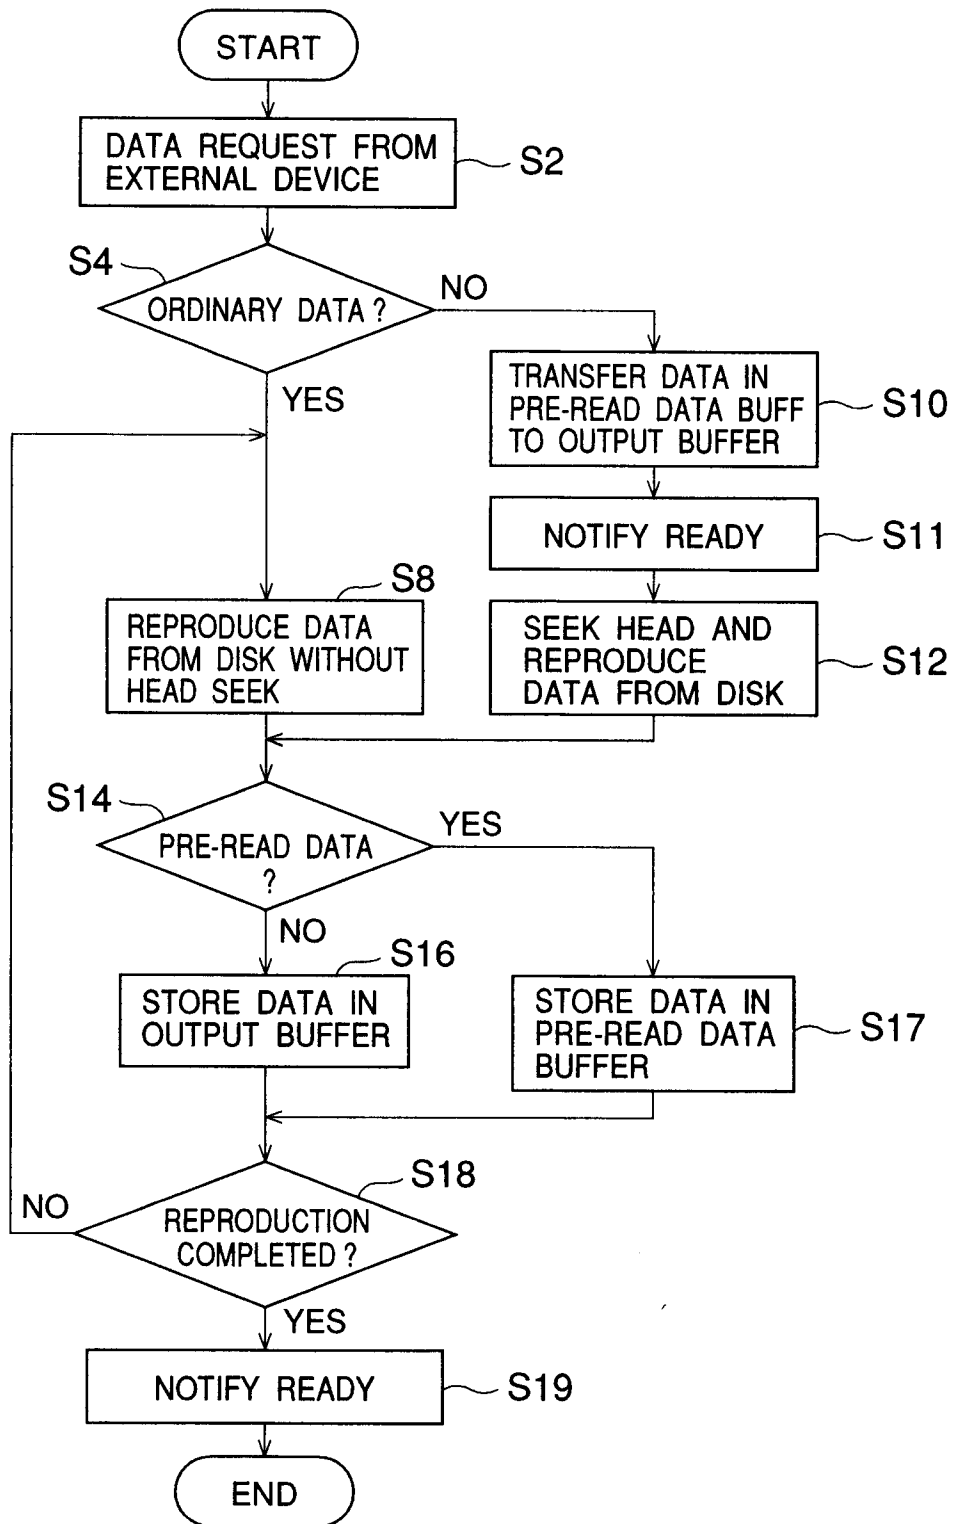 START
DATA REQUEST FROM
EXTERNAL DEVICE
S2
S4
ORDINARY DATA ?
NO
YES
TRANSFER DATA IN
PRE-READ DATA BUFF
TO OUTPUT BUFFER
S10
NOTIFY READY
S11
S8
REPRODUCE DATA
FROM DISK WITHOUT
HEAD SEEK
SEEK HEAD AND
REPRODUCE
DATA FROM DISK
S12
S14
PRE-READ DATA
?
YES
NO
S16
STORE DATA IN
OUTPUT BUFFER
STORE DATA IN
PRE-READ DATA
BUFFER
S17
S18
NO
REPRODUCTION
COMPLETED ?
YES
NOTIFY READY
S19
END